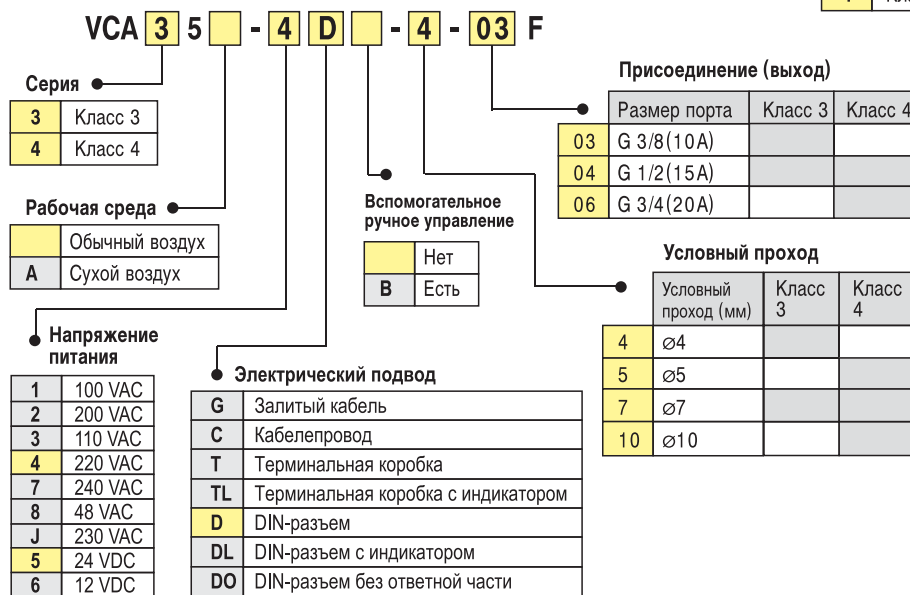 VCA 3 5 - 4 D - 4 - 03 F
Серия
3 Класс 3
4 Класс 4
Рабочая среда
Обычный воздух
A Сухой воздух
Напряжение
питания
1 100 VAC
2 200 VAC
3 110 VAC
4 220 VAC
7 240 VAC
8 48 VAC
J 230 VAC
5 24 VDC
6 12 VDC
Электрический подвод
G Залитый кабель
C Кабелепровод
T Терминальная коробка
TL Терминальная коробка с индикатором
D DIN-разъем
DL DIN-разъем с индикатором
DO DIN-разъем без ответной части
Вспомогательное
ручное управление
Нет
B Есть
Присоединение (выход)
Размер порта Класс 3 Класс 4
03 G 3/8(10A)
04 G 1/2(15A)
06 G 3/4(20A)
Условный проход
Условный
проход (мм)
Класс
3
Класс
4
4 ⌀4
5 ⌀5
7 ⌀7
10 ⌀10